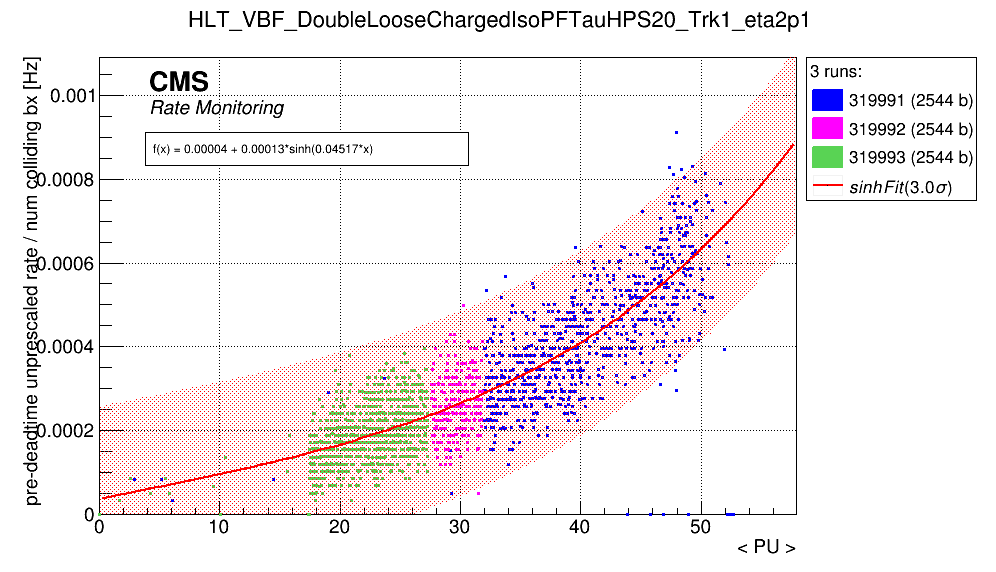 HLT_VBF_DoubleLooseChargedIsoPFTauHPS20_Trk1_eta2p1
pre-deadtime unprescaled rate / num colliding bx [Hz]
CMS
Rate Monitoring
f(x) = 0.00004 + 0.00013*sinh(0.04517*x)
0.001
0.0008
0.0006
0.0004
0.0002
0
0 10 20 30 40 50
< PU >
3 runs:
319991 (2544 b)
319992 (2544 b)
319993 (2544 b)
sinhFit(3.0σ)